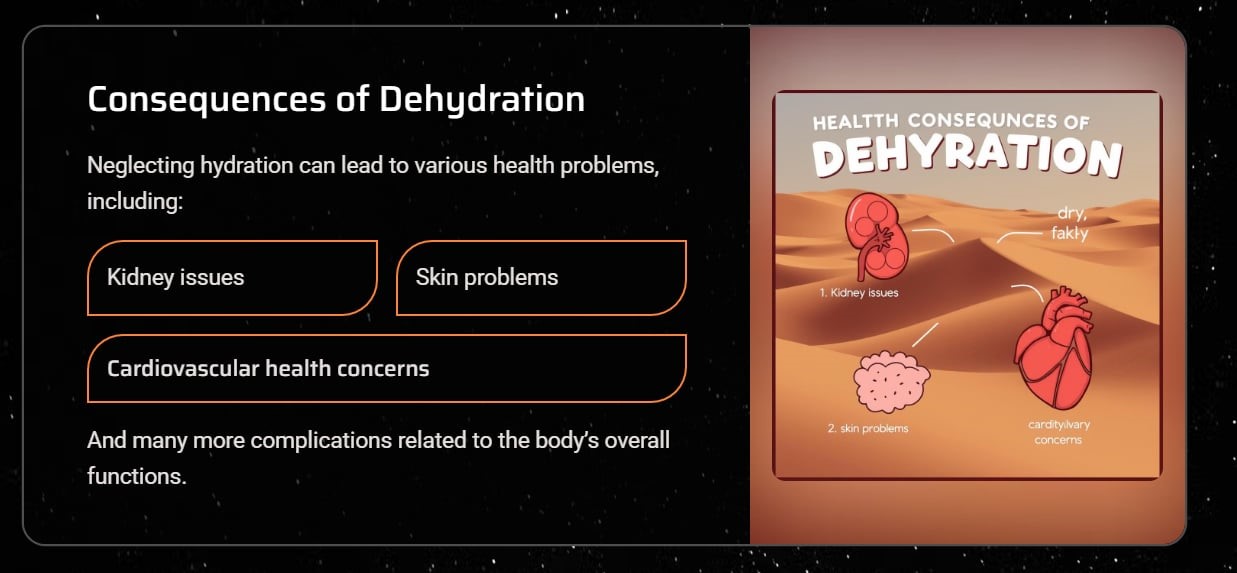 Consequences of Dehydration
Neglecting hydration can lead to various health problems,
including:
Kidney issues
Skin problems
Cardiovascular health concerns
And many more complications related to the body’s overall
functions.
HEALTTH CONSEQUNCES OF
DEHYRATION
dry,
fakły
1. Kidney issues
2. skin problems
concerns